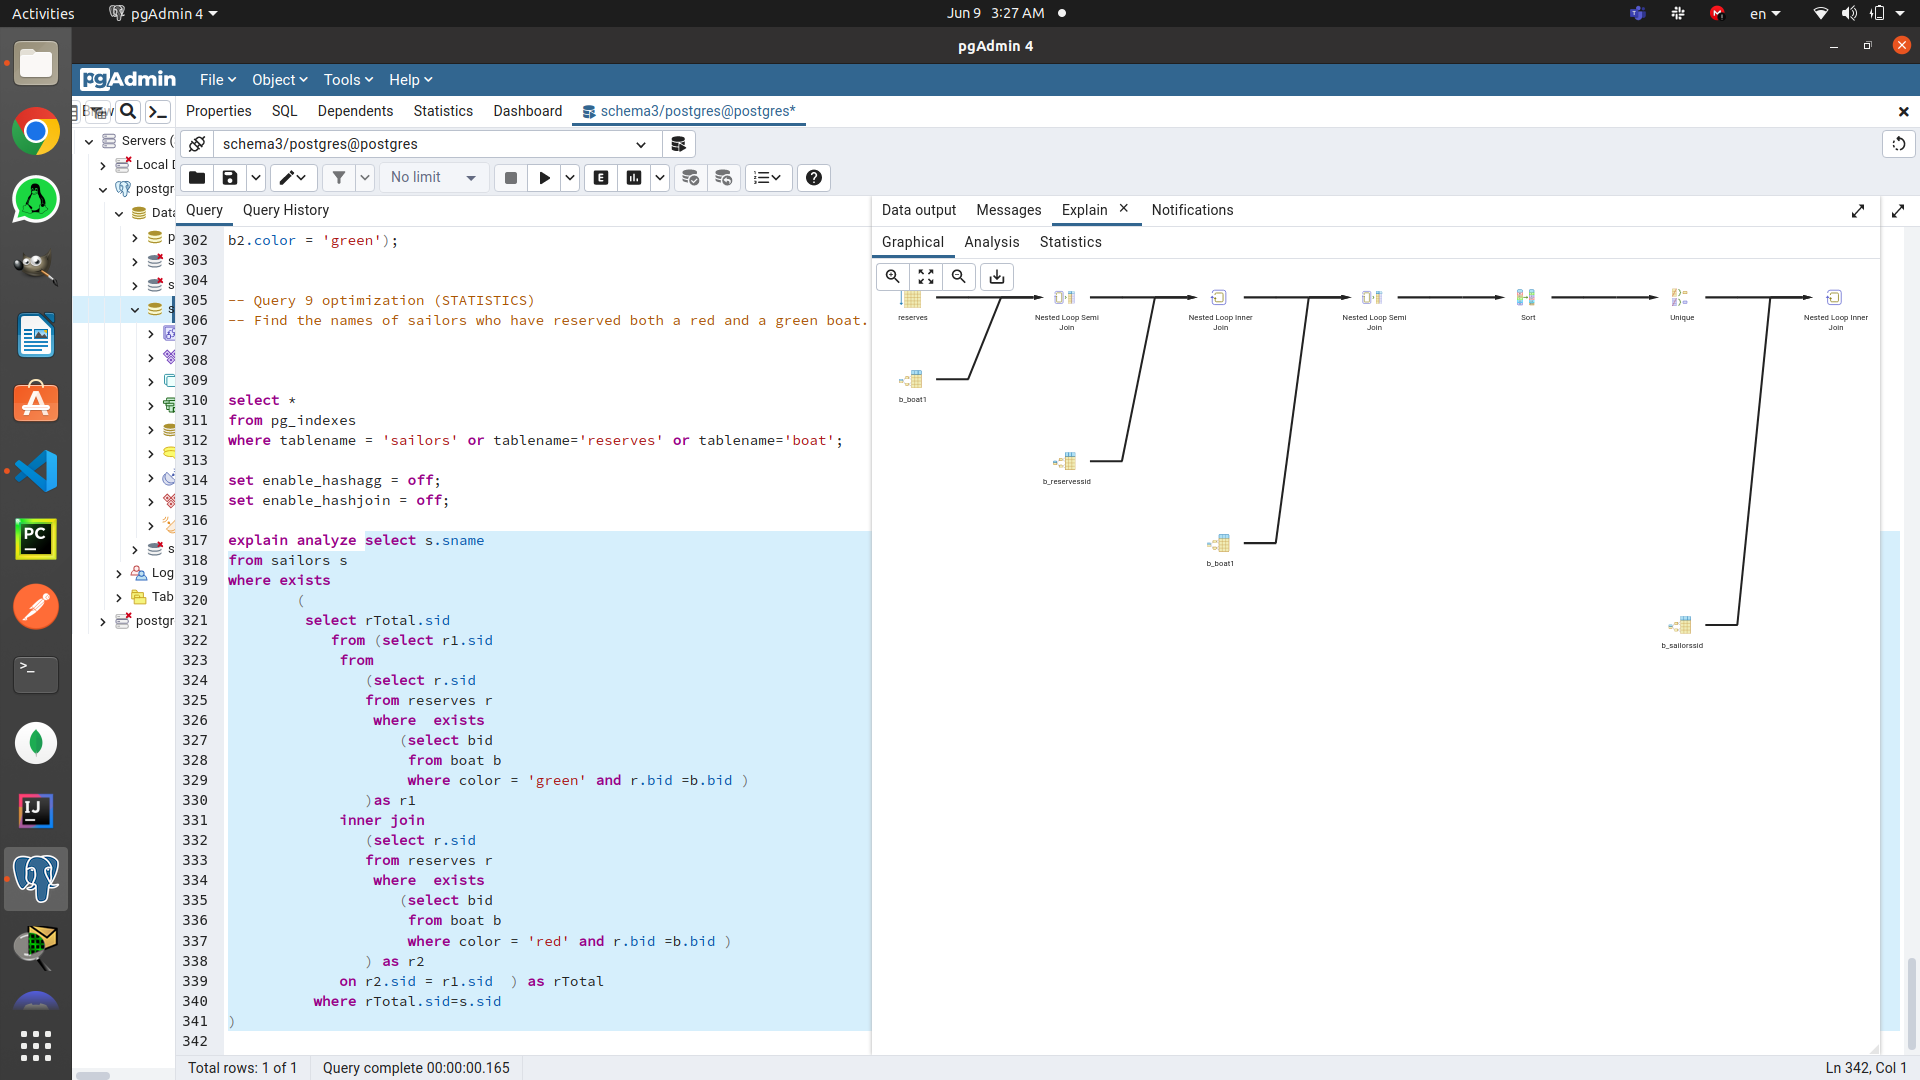 Activities
pgAdmin 4
Jun 9 3:27 AM
en
pgAdmin 4
pgAdmin
File
Object
Tools
Help
Properties
SQL
Dependents
Statistics
Dashboard
schema3/postgres@postgres*
Servers (
Local D
postgr
Data
p
s
s
s
s
Log
Tab
postgr
schema3/postgres@postgres
No limit
E
Query
Query History
302 b2.color = 'green');
303
304
305 -- Query 9 optimization (STATISTICS)
306 -- Find the names of sailors who have reserved both a red and a green boat.
307
308
309
310 select *
311 from pg_indexes
312 where tablename = 'sailors' or tablename='reserves' or tablename='boat';
313
314 set enable_hashagg = off;
315 set enable_hashjoin = off;
316
317 explain analyze select s.sname
318 from sailors s
319 where exists
320 (
321 select rTotal.sid
322 from (select r1.sid
323 from
324 (select r.sid
325 from reserves r
326 where  exists
327 (select bid
328 from boat b
329 where color = 'green' and r.bid =b.bid )
330 )as r1
331 inner join
332 (select r.sid
333 from reserves r
334 where  exists
335 (select bid
336 from boat b
337 where color = 'red' and r.bid =b.bid )
338 ) as r2
339 on r2.sid = r1.sid  ) as rTotal
340 where rTotal.sid=s.sid
341 )
342
Data output
Messages
Explain
Notifications
Graphical
Analysis
Statistics
reserves
Nested Loop Semi
Join
Nested Loop Inner
Join
Nested Loop Semi
Join
Sort
Unique
Nested Loop Inner
Join
b_boat1
b_reservessid
b_boat1
b_sailorssid
PC
IJ
Total rows: 1 of 1
Query complete 00:00:00.165
Ln 342, Col 1